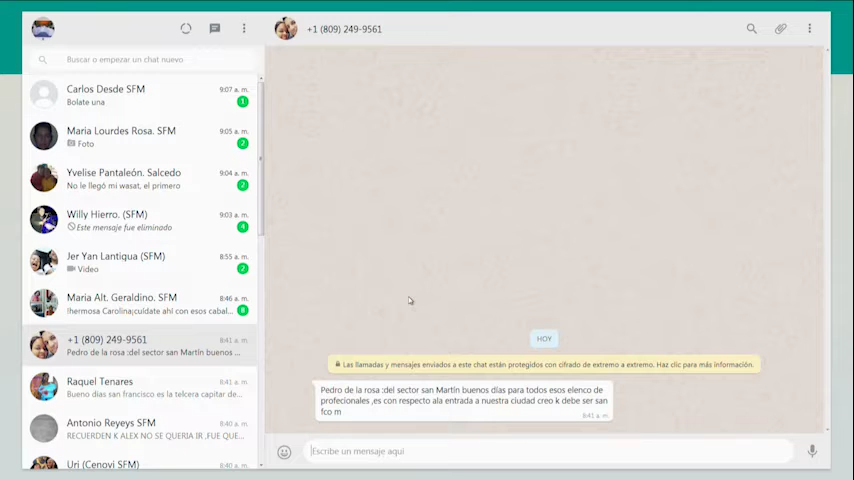 Buscar o empezar un chat nuevo
Carlos Desde SFM 9:07 a. m.
Bolate una 1
Maria Lourdes Rosa. SFM 9:05 a. m.
Foto 2
Yvelise Pantaleón. Salcedo 9:04 a. m.
No le llegó mi wasat, el primero 2
Willy Hierro. (SFM) 9:03 a. m.
Este mensaje fue eliminado 4
Jer Yan Lantigua (SFM) 8:55 a. m.
Video 2
Maria Alt. Geraldino. SFM 8:46 a. m.
!hermosa Carolina¡cuídate ahí con esos cabal... 8
+1 (809) 249-9561 8:41 a. m.
Pedro de la rosa :del sector san Martín buenos ...
Raquel Tenares 8:41 a. m.
Bueno días san francisco es la telcera capitar de...
Antonio Reyeys SFM 8:40 a. m.
RECUERDEN K ALEX NO SE QUERIA IR ,FUE QUE...
Uri (Cenovi SFM) 8:40 a. m.
+1 (809) 249-9561
HOY
Las llamadas y mensajes enviados a este chat están protegidos con cifrado de extremo a extremo. Haz clic para más información.
Pedro de la rosa :del sector san Martín buenos días para todos esos elenco de
profecionales ,es con respecto ala entrada a nuestra ciudad creo k debe ser san
fco m
8:41 a. m.
Escribe un mensaje aquí